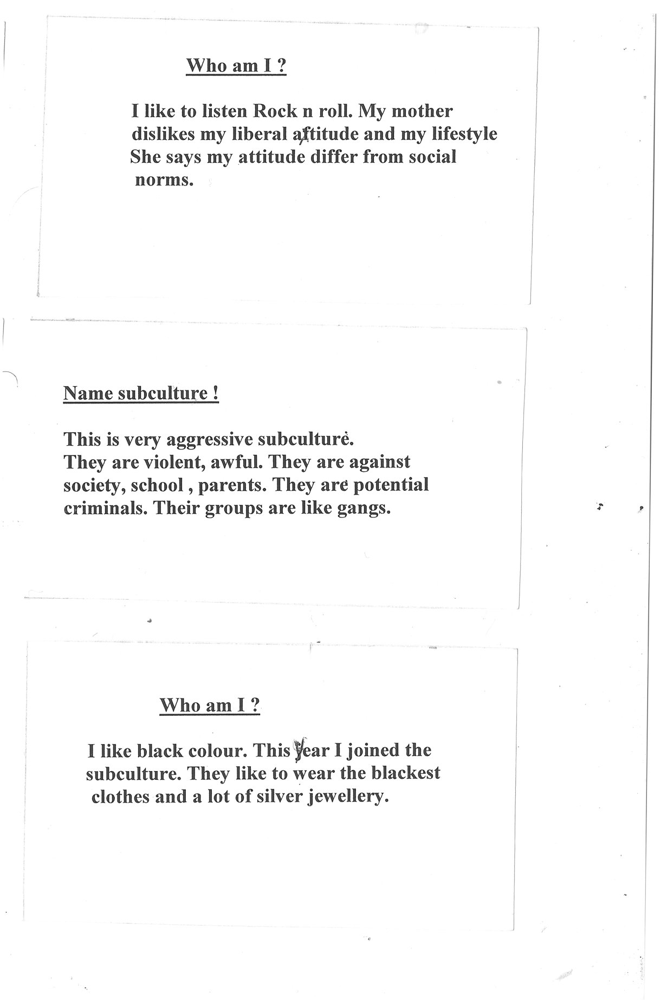 Who am I ?
I like to listen Rock n roll. My mother
dislikes my liberal attitude and my lifestyle
She says my attitude differ from social
norms.
Name subculture !
This is very aggressive subculture.
They are violent, awful. They are against
society, school , parents. They are potential
criminals. Their groups are like gangs.
Who am I ?
I like black colour. This year I joined the
subculture. They like to wear the blackest
clothes and a lot of silver jewellery.